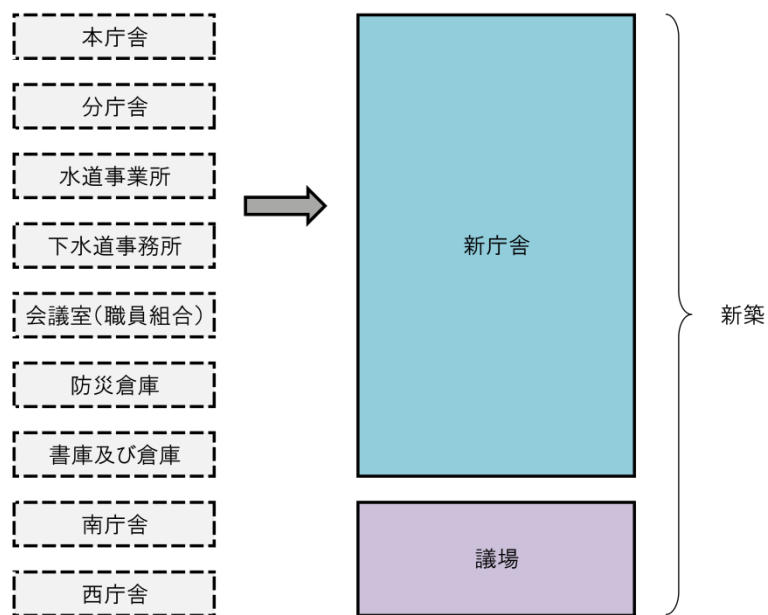 本庁舎
分庁舎
水道事業所
下水道事務所
会議室(職員組合)
防災倉庫
書庫及び倉庫
南庁舎
西庁舎
新庁舎
議場
新築